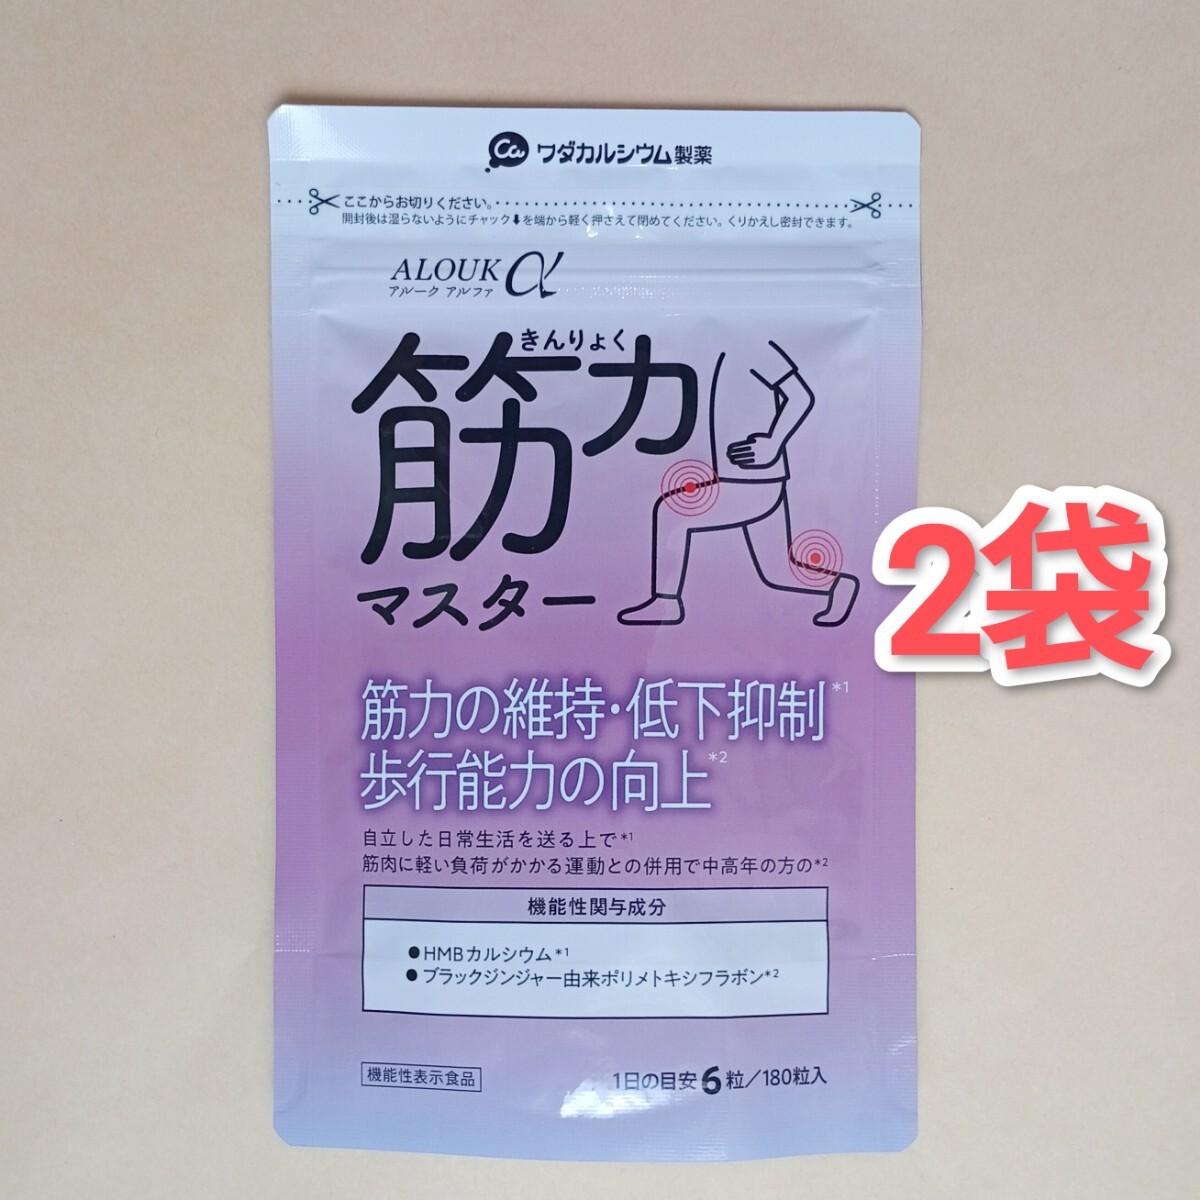 Ca ワダカルシウム製薬
ここからお切りください。
開封後は湿らないようにチャック⬇を端から軽く押さえて閉めてください。くりかえし密封できます。
ALOUK α
アルーク アルファ
きんりょく
筋力
マスター
2袋
筋力の維持・低下抑制*1
歩行能力の向上*2
自立した日常生活を送る上で*1
筋肉に軽い負荷がかかる運動との併用で中高年の方の*2
機能性関与成分
●HMBカルシウム*1
●ブラックジンジャー由来ポリメトキシフラボン*2
機能性表示食品
1日の目安6粒/180粒入